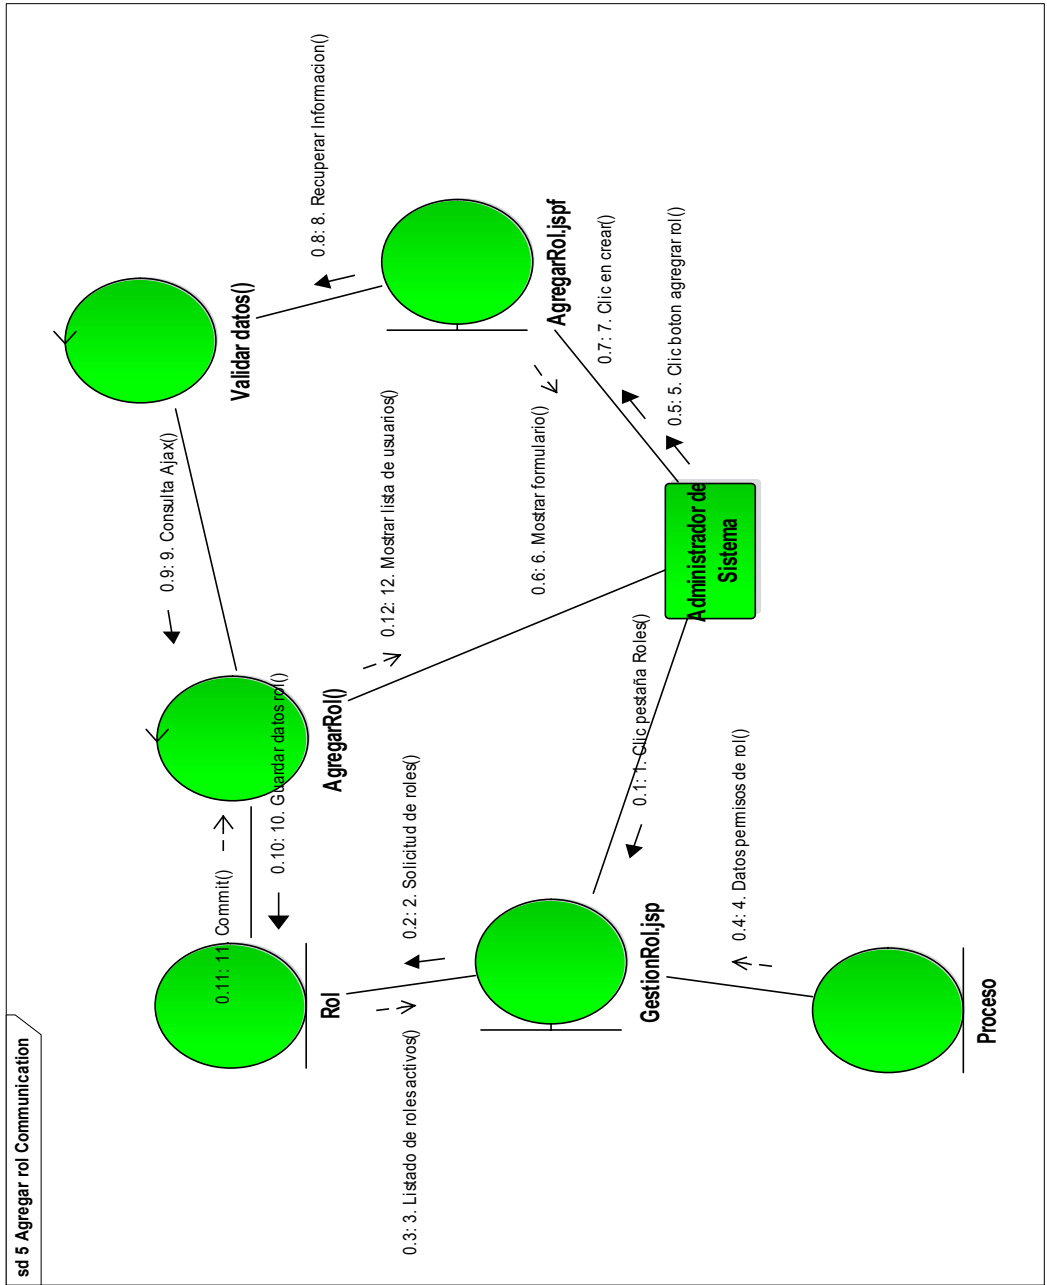 sd 5 Agregar rol Communication
0.11: 11. Commit()
0.10: 10. Guardar datos rol()
0.9: 9. Consulta Ajax()
Validar datos()
0.8: 8. Recuperar Informacion()
Rol
AgregarRol()
0.12: 12. Mostrar lista de usuarios()
0.3: 3. Listado de roles activos()
0.2: 2. Solicitud de roles()
0.6: 6. Mostrar formulario()
AgregarRol.jspf
0.7: 7. Clic en crear()
0.5: 5. Clic boton agregrar rol()
GestionRol.jsp
0.1: 1. Clic pestaña Roles()
Administrador de
Sistema
0.4: 4. Datos permisos de rol()
Proceso